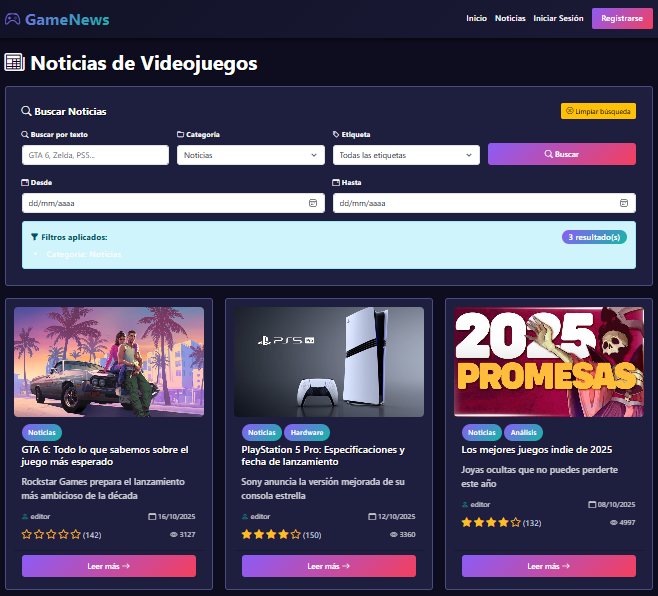 GameNews
Inicio Noticias Iniciar Sesión Registrarse
Noticias de Videojuegos
Buscar Noticias
Limpiar búsqueda
Buscar por texto
Categoría
Etiqueta
GTA 6, Zelda, PS5...
Noticias
Todas las etiquetas
Buscar
Desde
Hasta
dd/mm/aaaa
dd/mm/aaaa
Filtros aplicados:
3 resultado(s)
Categoría: Noticias
Noticias
GTA 6: Todo lo que sabemos sobre el
juego más esperado
Rockstar Games prepara el lanzamiento
más ambicioso de la década
editor
16/10/2025
(142)
3127
Leer más →
PS5 Pro
Noticias Hardware
PlayStation 5 Pro: Especificaciones y
fecha de lanzamiento
Sony anuncia la versión mejorada de su
consola estrella
editor
12/10/2025
(150)
3360
Leer más →
2025
PROMESAS
Noticias Análisis
Los mejores juegos indie de 2025
Joyas ocultas que no puedes perderte
este año
editor
08/10/2025
(132)
4997
Leer más →